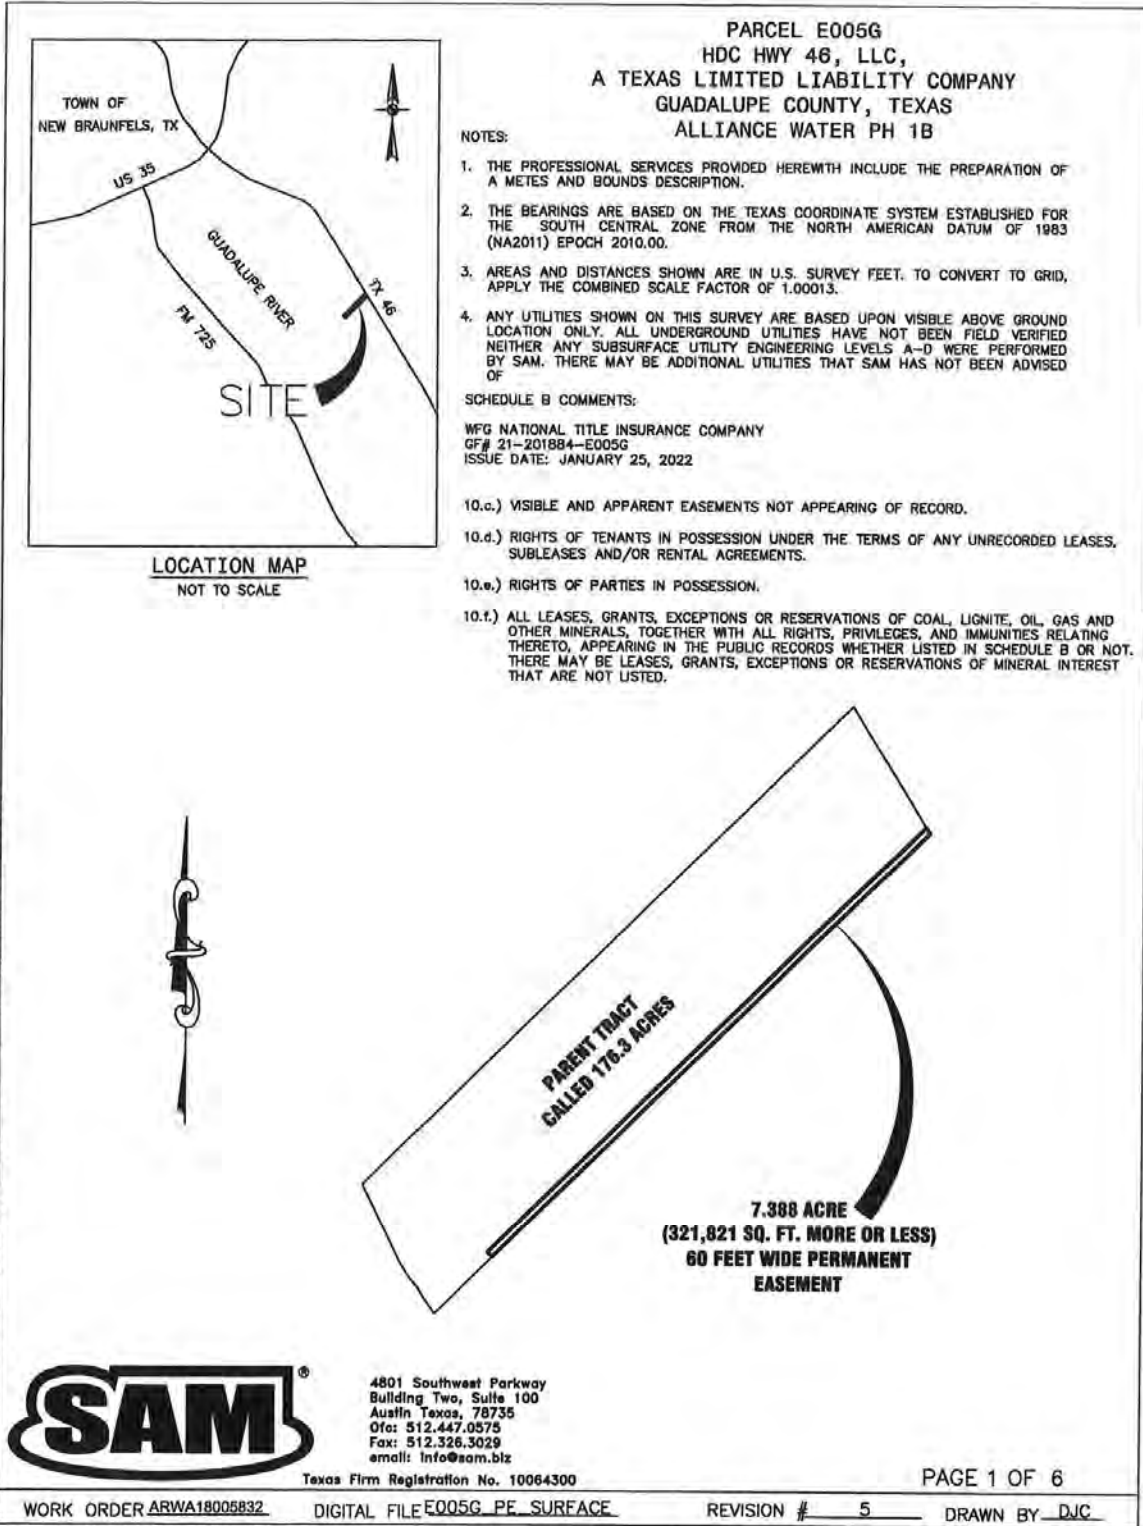 PARCEL E005G
HDC HWY 46, LLC,
A TEXAS LIMITED LIABILITY COMPANY
GUADALUPE COUNTY, TEXAS
ALLIANCE WATER PH 1B
TOWN OF
NEW BRAUNFELS, TX
US 35
GUADALUPE RIVER
TX 46
FM 725
SITE
LOCATION MAP
NOT TO SCALE
NOTES:
1. THE PROFESSIONAL SERVICES PROVIDED HEREWITH INCLUDE THE PREPARATION OF
A METES AND BOUNDS DESCRIPTION.
2. THE BEARINGS ARE BASED ON THE TEXAS COORDINATE SYSTEM ESTABLISHED FOR
THE SOUTH CENTRAL ZONE FROM THE NORTH AMERICAN DATUM OF 1983
(NA2011) EPOCH 2010.00.
3. AREAS AND DISTANCES SHOWN ARE IN U.S. SURVEY FEET. TO CONVERT TO GRID,
APPLY THE COMBINED SCALE FACTOR OF 1.00013.
4. ANY UTILITIES SHOWN ON THIS SURVEY ARE BASED UPON VISIBLE ABOVE GROUND
LOCATION ONLY. ALL UNDERGROUND UTILITIES HAVE NOT BEEN FIELD VERIFIED
NEITHER ANY SUBSURFACE UTILITY ENGINEERING LEVELS A-D WERE PERFORMED
BY SAM. THERE MAY BE ADDITIONAL UTILITIES THAT SAM HAS NOT BEEN ADVISED
OF
SCHEDULE B COMMENTS:
WFG NATIONAL TITLE INSURANCE COMPANY
GF# 21-201884-E005G
ISSUE DATE: JANUARY 25, 2022
10.c.) VISIBLE AND APPARENT EASEMENTS NOT APPEARING OF RECORD.
10.d.) RIGHTS OF TENANTS IN POSSESSION UNDER THE TERMS OF ANY UNRECORDED LEASES,
SUBLEASES AND/OR RENTAL AGREEMENTS.
10.e.) RIGHTS OF PARTIES IN POSSESSION.
10.f.) ALL LEASES, GRANTS, EXCEPTIONS OR RESERVATIONS OF COAL, LIGNITE, OIL, GAS AND
OTHER MINERALS, TOGETHER WITH ALL RIGHTS, PRIVILEGES, AND IMMUNITIES RELATING
THERETO, APPEARING IN THE PUBLIC RECORDS WHETHER LISTED IN SCHEDULE B OR NOT.
THERE MAY BE LEASES, GRANTS, EXCEPTIONS OR RESERVATIONS OF MINERAL INTEREST
THAT ARE NOT LISTED.
PARENT TRACT
CALLED 176.3 ACRES
7.388 ACRE
(321,821 SQ. FT. MORE OR LESS)
60 FEET WIDE PERMANENT
EASEMENT
SAM®
4801 Southwest Parkway
Building Two, Suite 100
Austin Texas, 78735
Ofc: 512.447.0575
Fax: 512.326.3029
email: info@sam.biz
Texas Firm Registration No. 10064300
PAGE 1 OF 6
WORK ORDER ARWA18005832 DIGITAL FILE E005G_PE_SURFACE REVISION # 5 DRAWN BY DJC